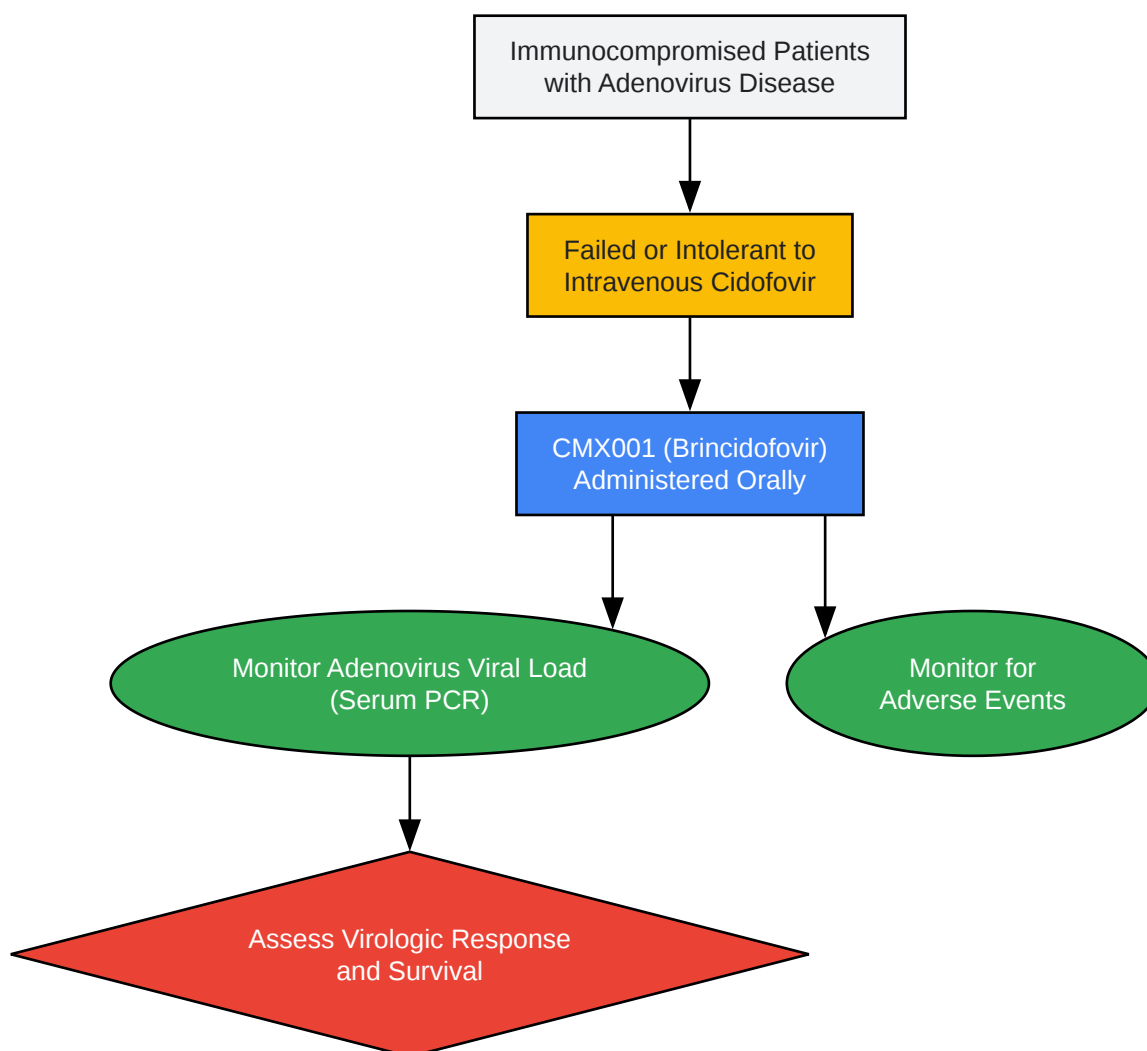 Immunocompromised Patients
with Adenovirus Disease
Failed or Intolerant to
Intravenous Cidofovir
CMX001 (Brincidofovir)
Administered Orally
Monitor Adenovirus Viral Load
(Serum PCR)
Monitor for
Adverse Events
Assess Virologic Response
and Survival